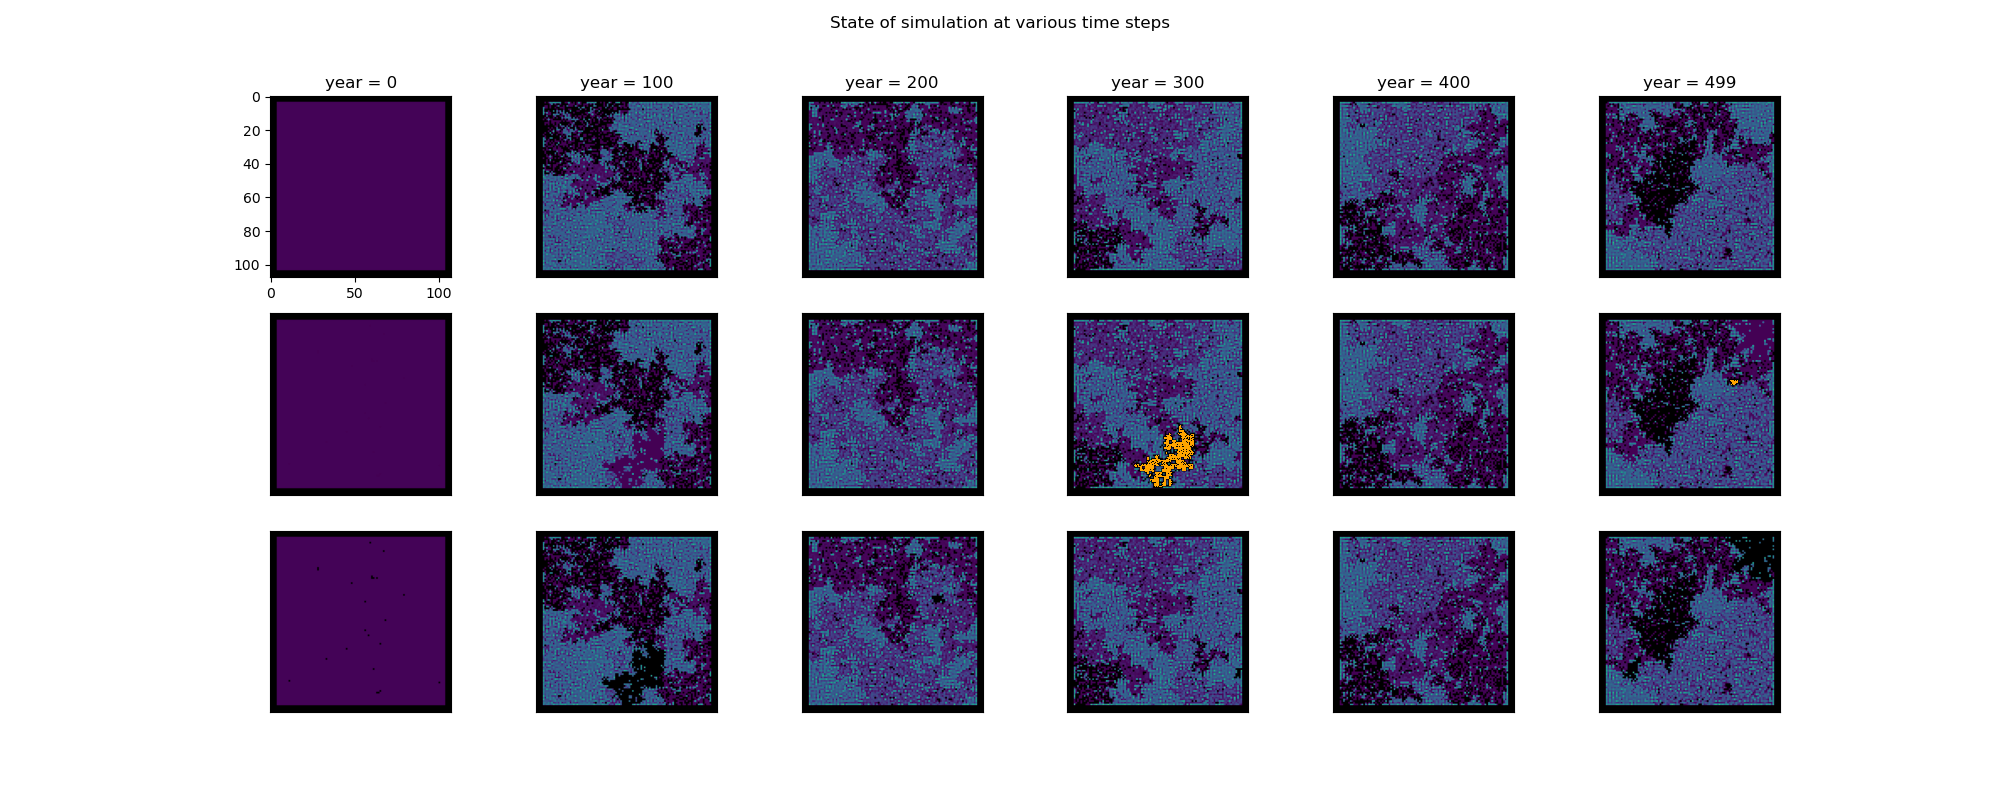 State of simulation at various time steps
year = 0
year = 100
year = 200
year = 300
year = 400
year = 499
0
20
40
60
80
100
0
50
100